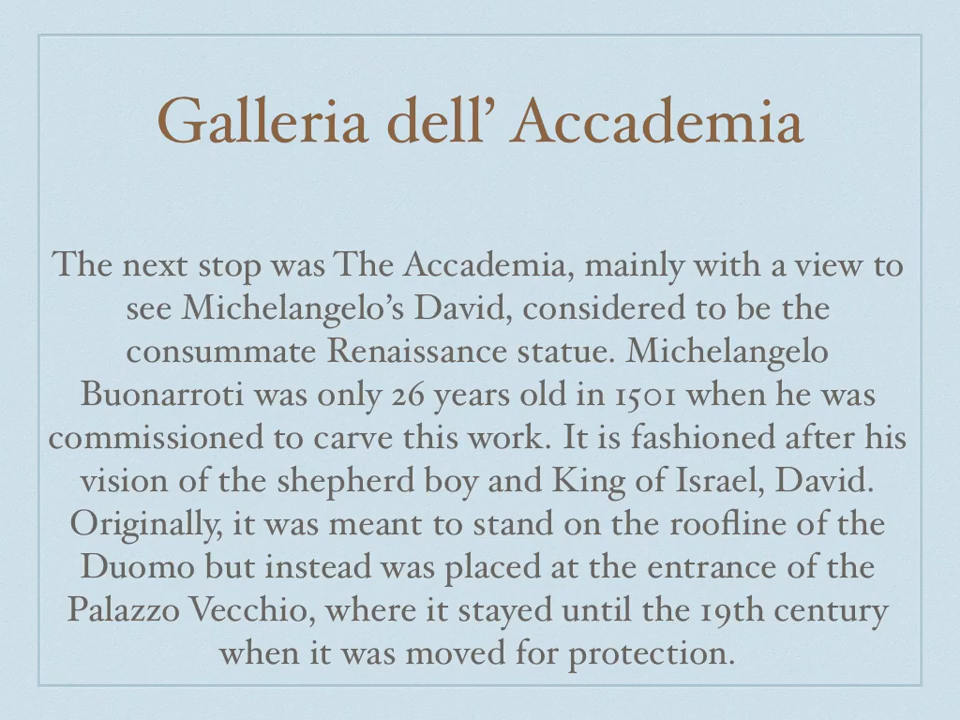 Galleria dell’ Accademia
The next stop was The Accademia, mainly with a view to
see Michelangelo’s David, considered to be the
consummate Renaissance statue. Michelangelo
Buonarroti was only 26 years old in 1501 when he was
commissioned to carve this work. It is fashioned after his
vision of the shepherd boy and King of Israel, David.
Originally, it was meant to stand on the roofline of the
Duomo but instead was placed at the entrance of the
Palazzo Vecchio, where it stayed until the 19th century
when it was moved for protection.